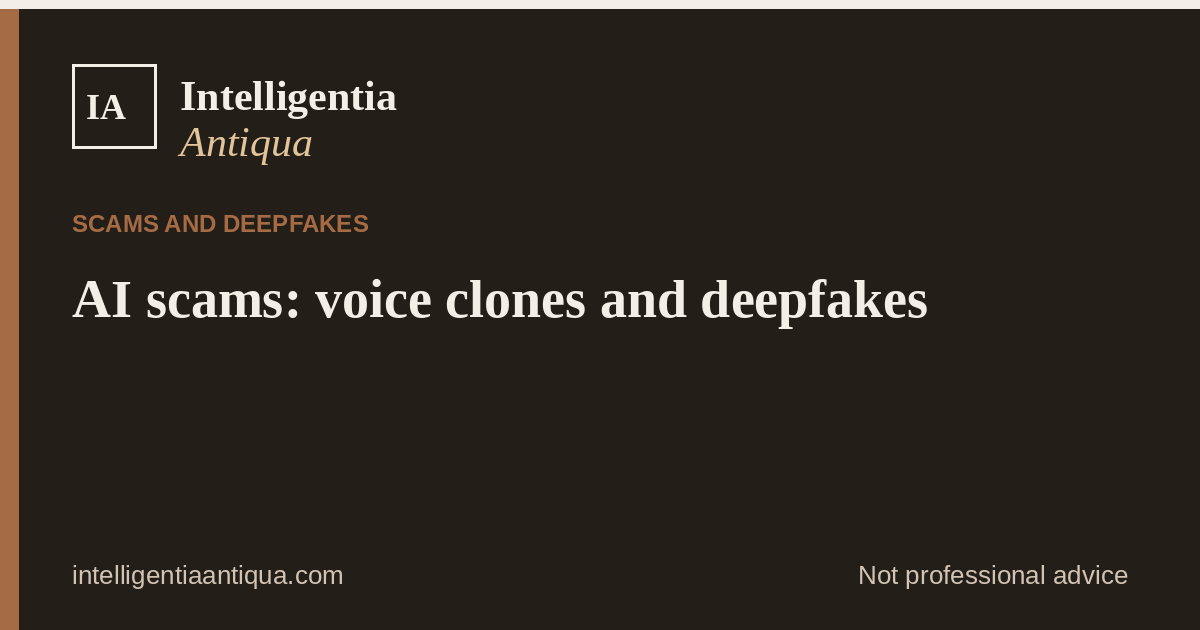 IA
Intelligentia
Antiqua
SCAMS AND DEEPFAKES
AI scams: voice clones and deepfakes
intelligentiaantiqua.com
Not professional advice